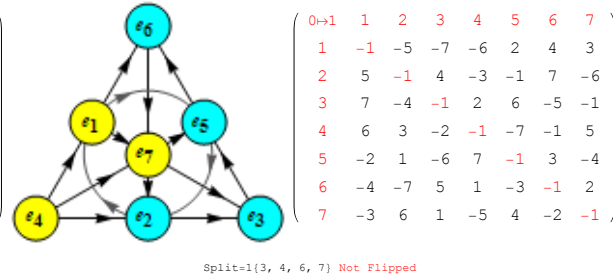 e6
e1
e5
e7
e4
e2
e3
0↦1 1 2 3 4 5 6 7
1 -1 -5 -7 -6 2 4 3
2 5 -1 4 -3 -1 7 -6
3 7 -4 -1 2 6 -5 -1
4 6 3 -2 -1 -7 -1 5
5 -2 1 -6 7 -1 3 -4
6 -4 -7 5 1 -3 -1 2
7 -3 6 1 -5 4 -2 -1
Split=1{3, 4, 6, 7} Not Flipped